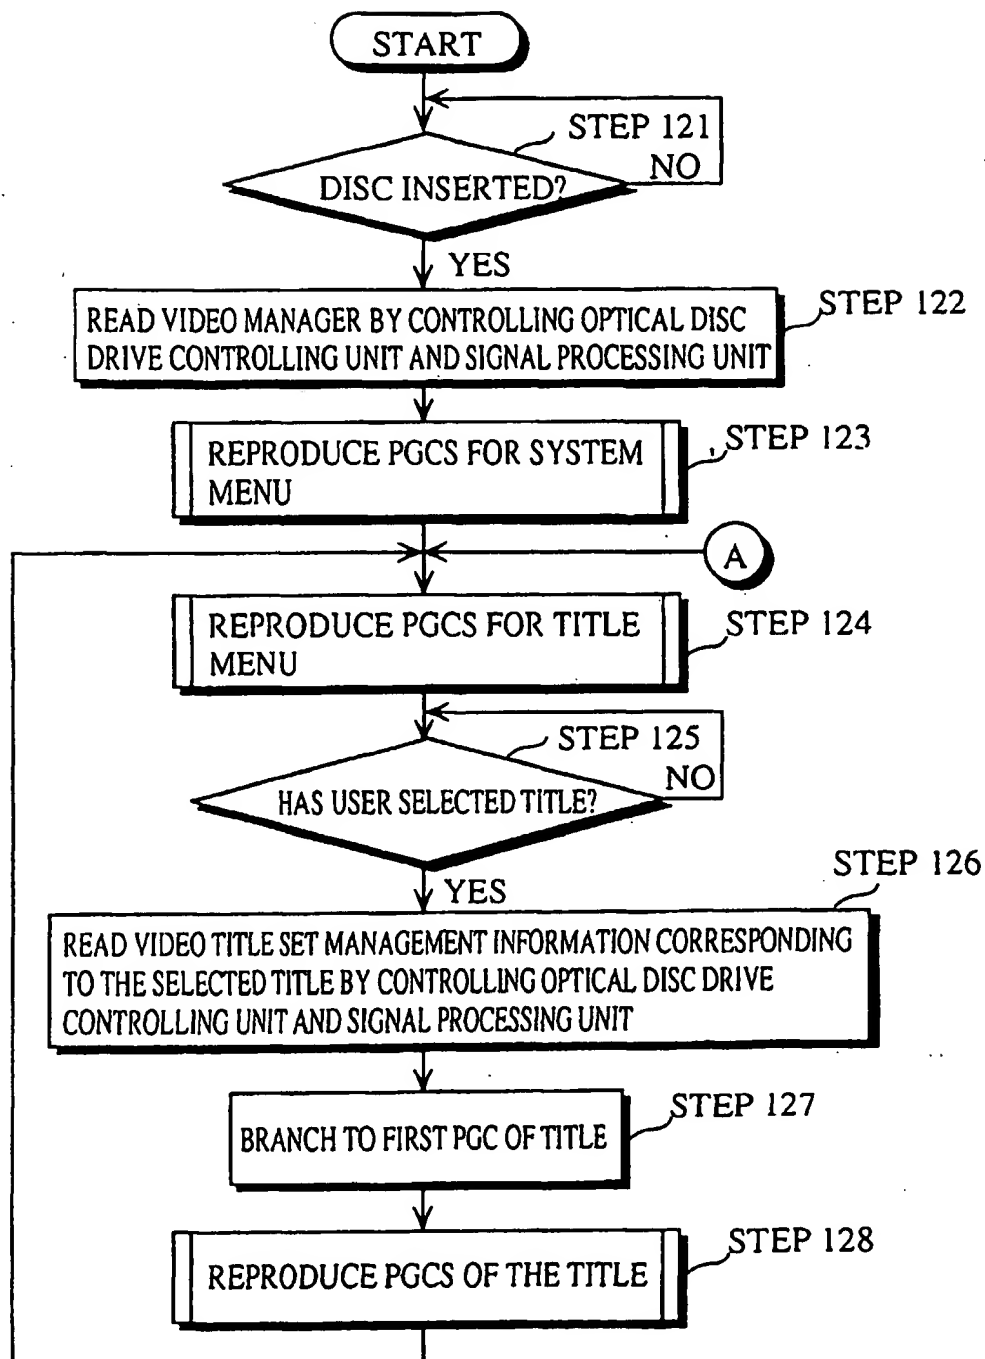 START
STEP 121
NO
DISC INSERTED?
YES
STEP 122
READ VIDEO MANAGER BY CONTROLLING OPTICAL DISC
DRIVE CONTROLLING UNIT AND SIGNAL PROCESSING UNIT
STEP 123
REPRODUCE PGCS FOR SYSTEM
MENU
A
STEP 124
REPRODUCE PGCS FOR TITLE
MENU
STEP 125
NO
HAS USER SELECTED TITLE?
YES
STEP 126
READ VIDEO TITLE SET MANAGEMENT INFORMATION CORRESPONDING
TO THE SELECTED TITLE BY CONTROLLING OPTICAL DISC DRIVE
CONTROLLING UNIT AND SIGNAL PROCESSING UNIT
STEP 127
BRANCH TO FIRST PGC OF TITLE
STEP 128
REPRODUCE PGCS OF THE TITLE